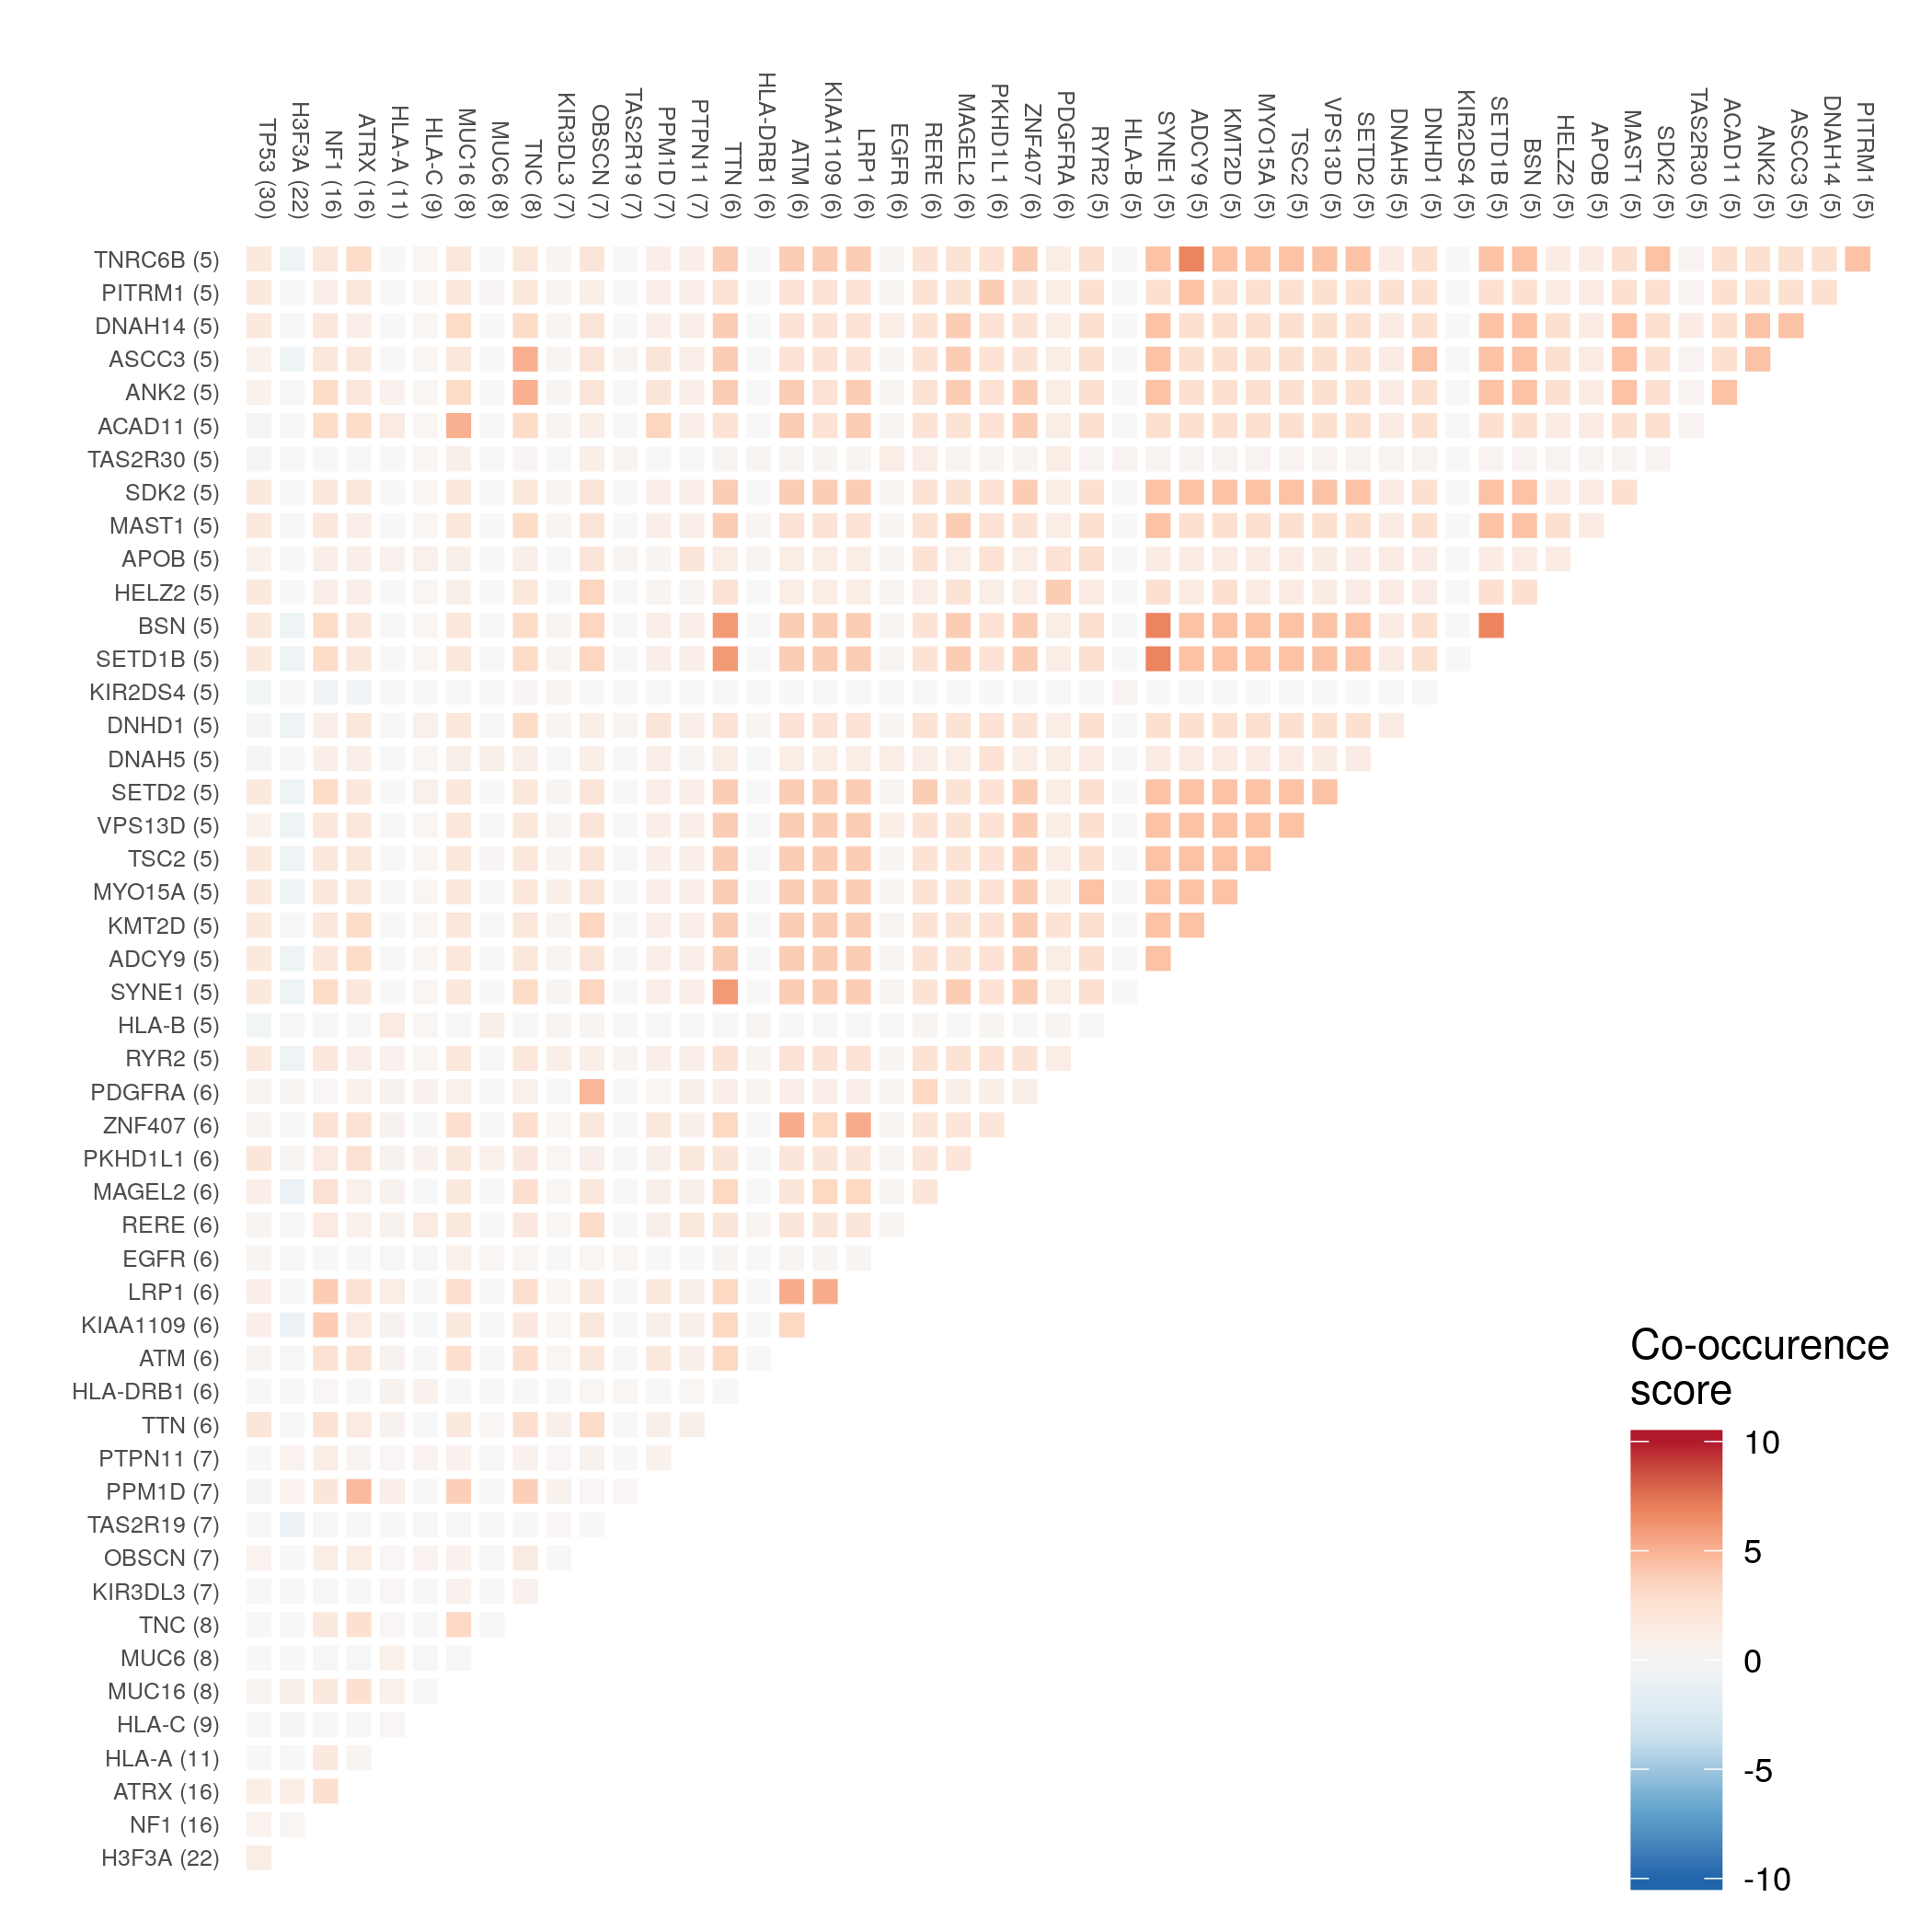 TP53 (30)
H3F3A (22)
NF1 (16)
ATRX (16)
HLA-A (11)
HLA-C (9)
MUC16 (8)
MUC6 (8)
TNC (8)
KIR3DL3 (7)
OBSCN (7)
TAS2R19 (7)
PPM1D (7)
PTPN11 (7)
TTN (6)
HLA-DRB1 (6)
ATM (6)
KIAA1109 (6)
LRP1 (6)
EGFR (6)
RERE (6)
MAGEL2 (6)
PKHD1L1 (6)
ZNF407 (6)
PDGFRA (6)
RYR2 (5)
HLA-B (5)
SYNE1 (5)
ADCY9 (5)
KMT2D (5)
MYO15A (5)
TSC2 (5)
VPS13D (5)
SETD2 (5)
DNAH5 (5)
DNHD1 (5)
KIR2DS4 (5)
SETD1B (5)
BSN (5)
HELZ2 (5)
APOB (5)
MAST1 (5)
SDK2 (5)
TAS2R30 (5)
ACAD11 (5)
ANK2 (5)
ASCC3 (5)
DNAH14 (5)
PITRM1 (5)
TNRC6B (5)
PITRM1 (5)
DNAH14 (5)
ASCC3 (5)
ANK2 (5)
ACAD11 (5)
TAS2R30 (5)
SDK2 (5)
MAST1 (5)
APOB (5)
HELZ2 (5)
BSN (5)
SETD1B (5)
KIR2DS4 (5)
DNHD1 (5)
DNAH5 (5)
SETD2 (5)
VPS13D (5)
TSC2 (5)
MYO15A (5)
KMT2D (5)
ADCY9 (5)
SYNE1 (5)
HLA-B (5)
RYR2 (5)
PDGFRA (6)
ZNF407 (6)
PKHD1L1 (6)
MAGEL2 (6)
RERE (6)
EGFR (6)
LRP1 (6)
KIAA1109 (6)
ATM (6)
HLA-DRB1 (6)
TTN (6)
PTPN11 (7)
PPM1D (7)
TAS2R19 (7)
OBSCN (7)
KIR3DL3 (7)
TNC (8)
MUC6 (8)
MUC16 (8)
HLA-C (9)
HLA-A (11)
ATRX (16)
NF1 (16)
H3F3A (22)
Co-occurence
score
10
5
0
-5
-10